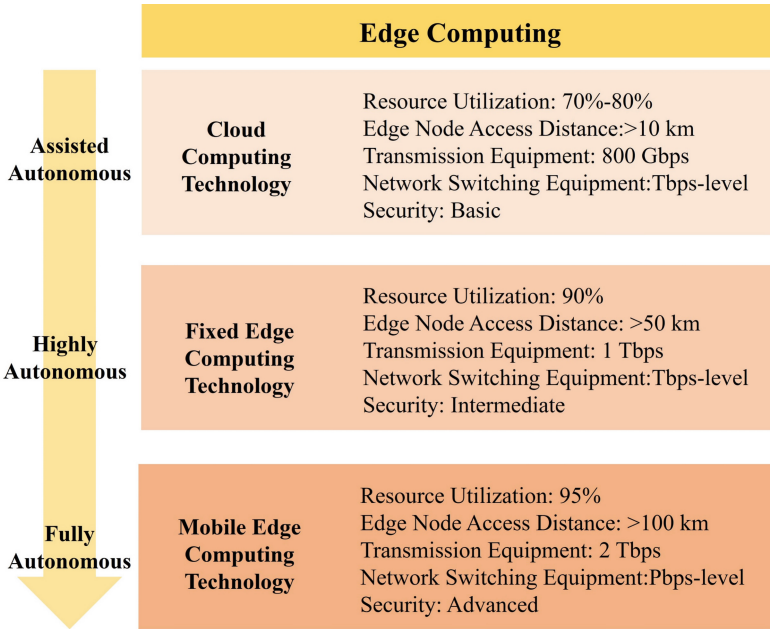 Edge Computing
Assisted
Autonomous
Cloud
Computing
Technology
Resource Utilization: 70%-80%
Edge Node Access Distance:>10 km
Transmission Equipment: 800 Gbps
Network Switching Equipment:Tbps-level
Security: Basic
Highly
Autonomous
Fixed Edge
Computing
Technology
Resource Utilization: 90%
Edge Node Access Distance: >50 km
Transmission Equipment: 1 Tbps
Network Switching Equipment:Tbps-level
Security: Intermediate
Fully
Autonomous
Mobile Edge
Computing
Technology
Resource Utilization: 95%
Edge Node Access Distance: >100 km
Transmission Equipment: 2 Tbps
Network Switching Equipment:Pbps-level
Security: Advanced